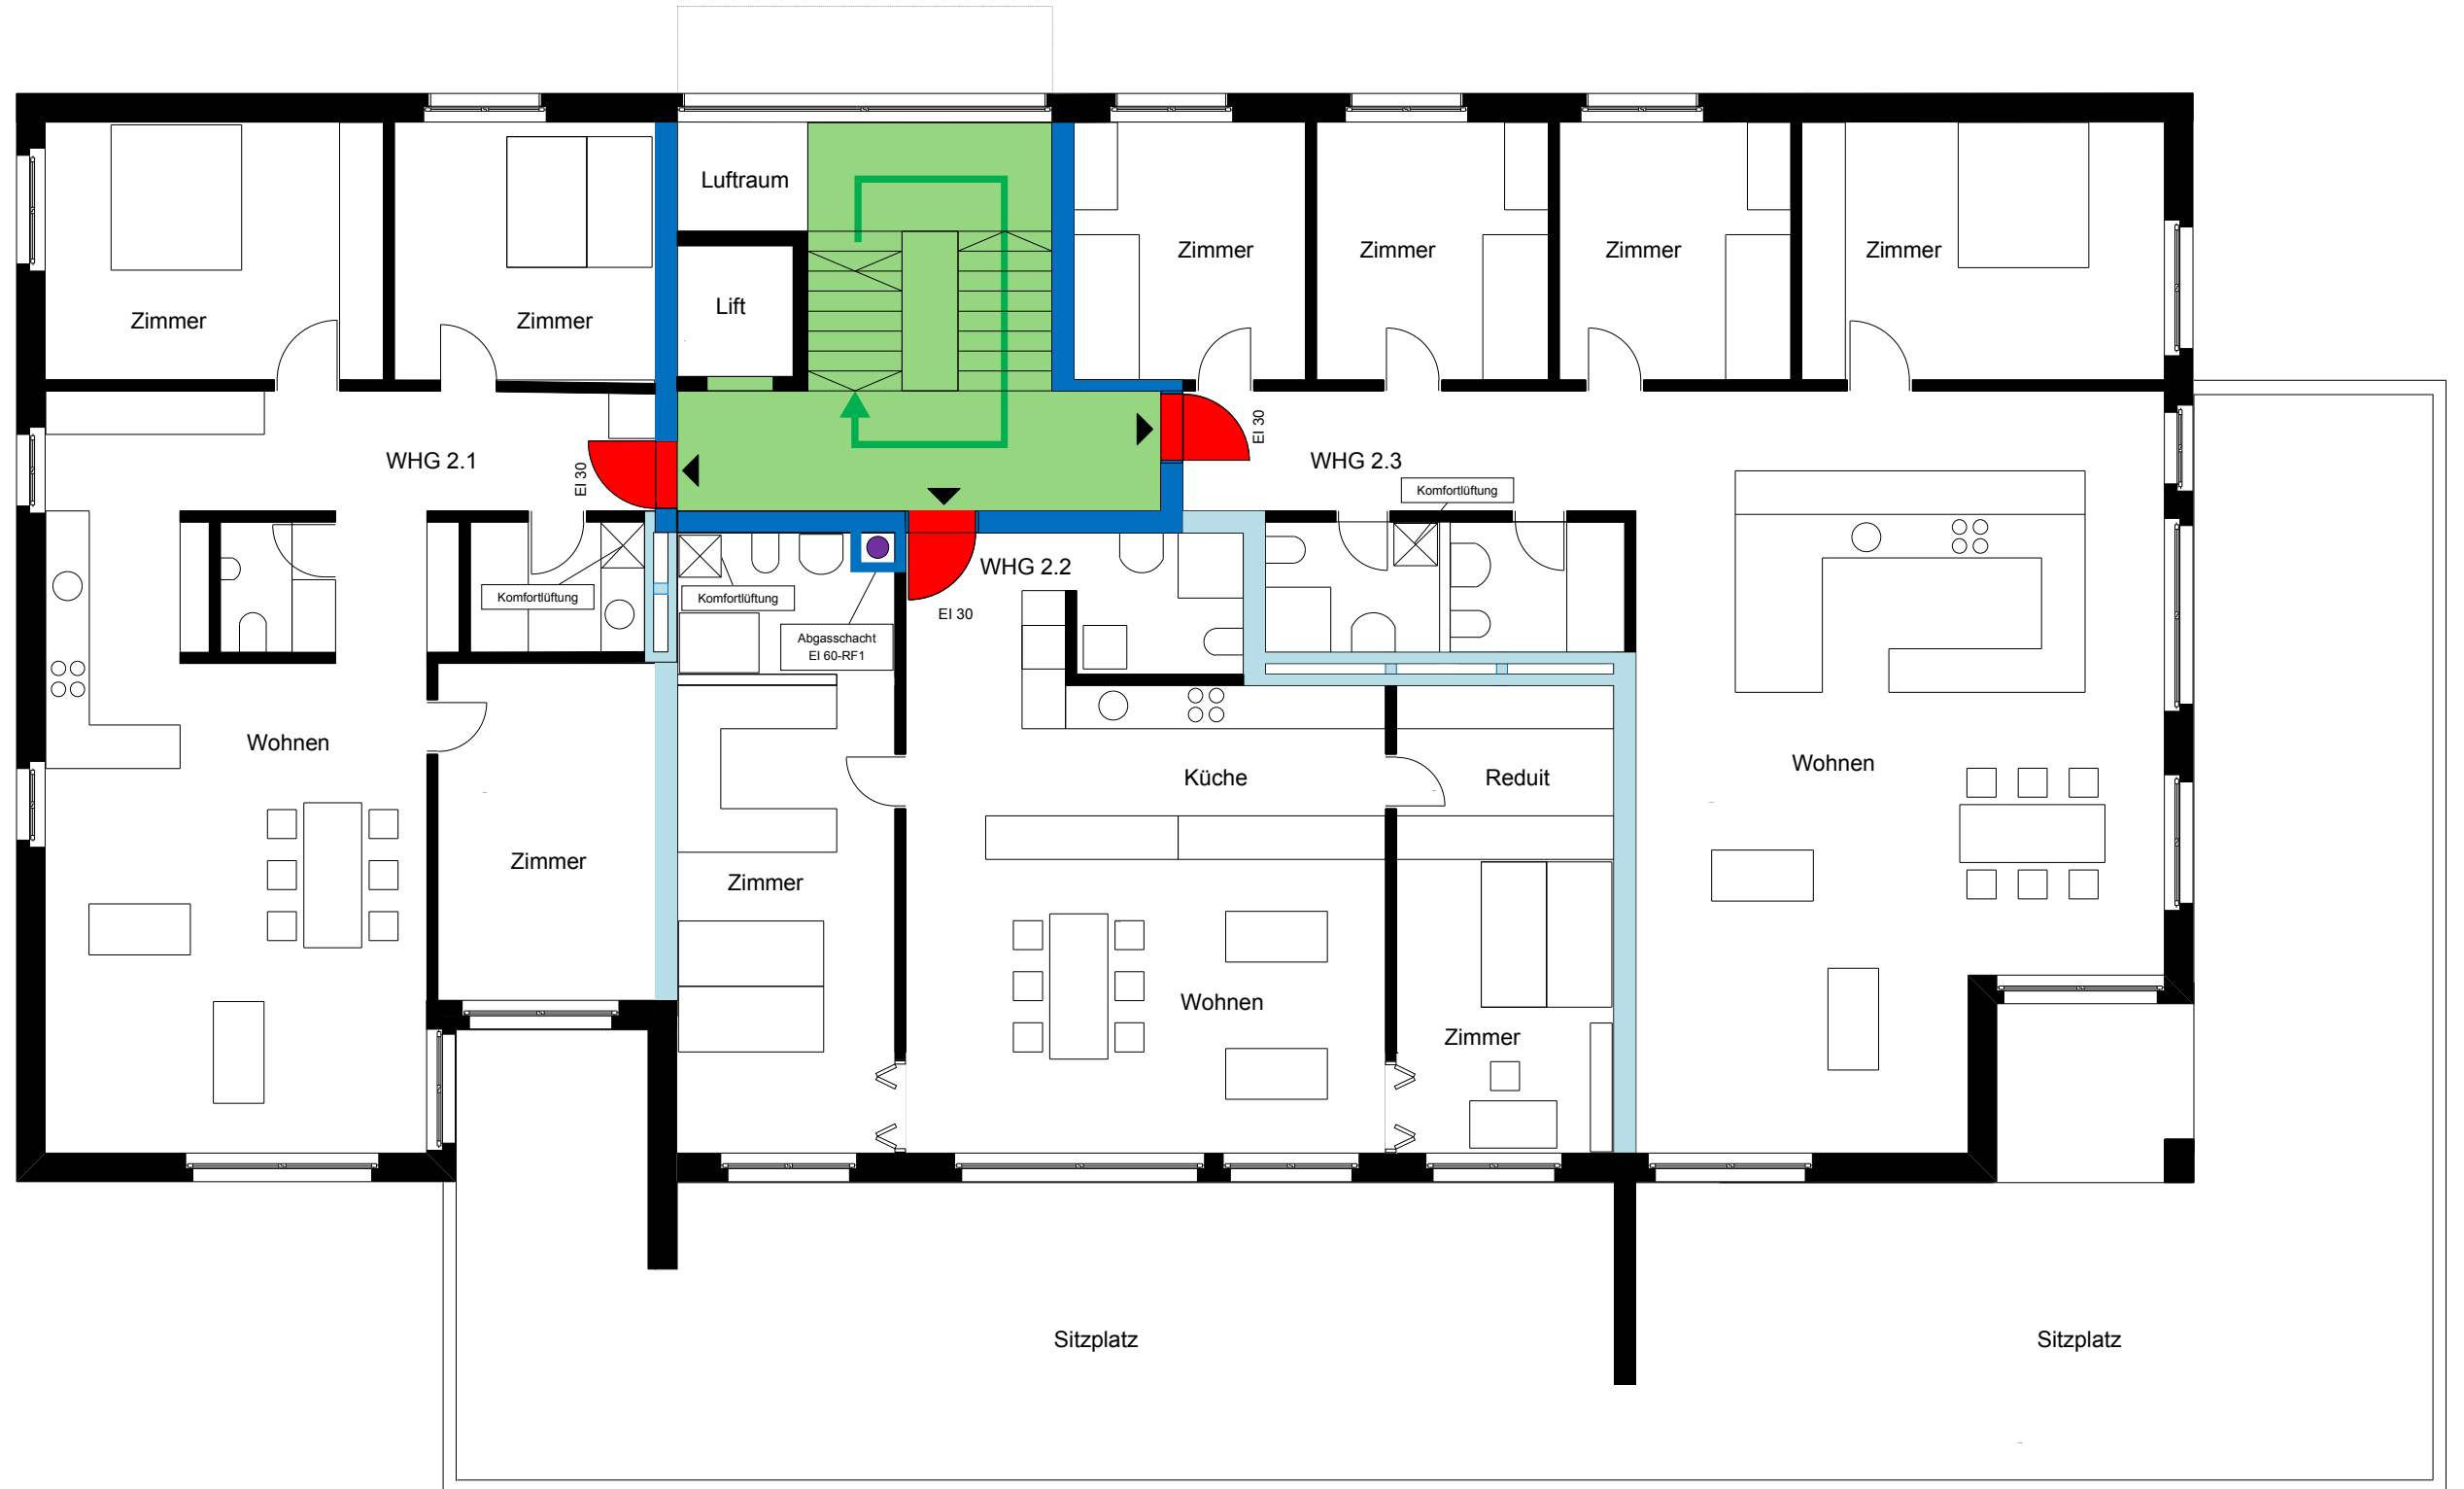 Luftraum
Zimmer
Zimmer
Zimmer
Zimmer
Lift
Zimmer
Zimmer
EI 30
WHG 2.1
WHG 2.3
EI 30
Komfortlüftung
WHG 2.2
Komfortlüftung
Komfortlüftung
EI 30
Abgasschacht
EI 60-RF1
Wohnen
Wohnen
Küche
Reduit
Zimmer
Zimmer
Wohnen
Zimmer
Sitzplatz
Sitzplatz